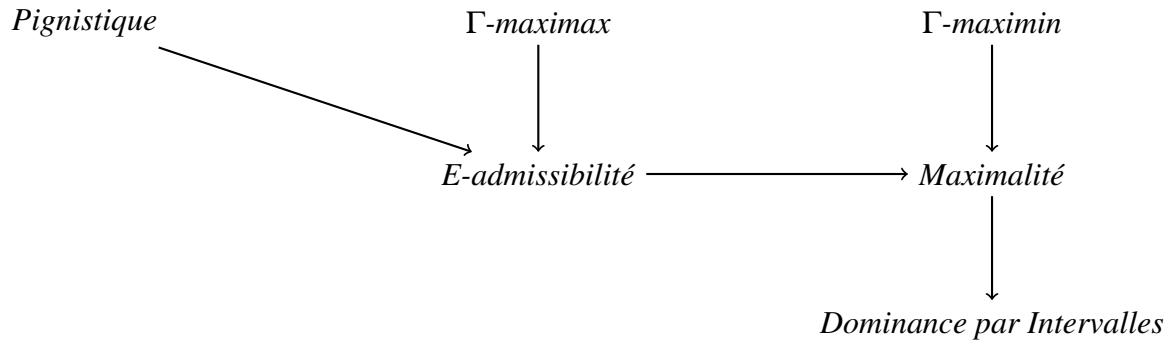 Pignistique
Γ-maximax
Γ-maximin
E-admissibilité
Maximalité
Dominance par Intervalles